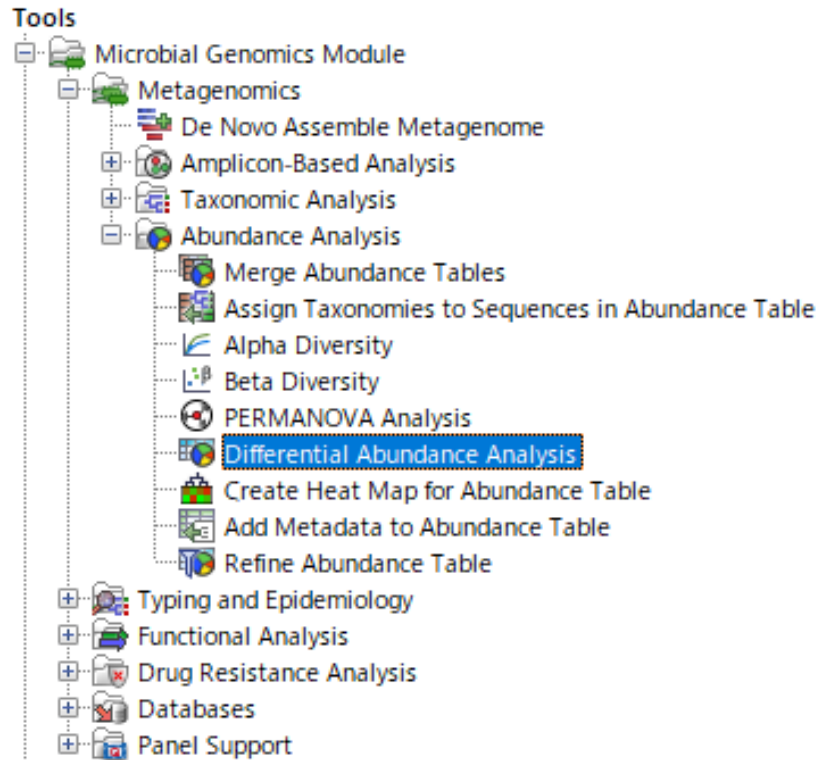 Tools
Microbial Genomics Module
Metagenomics
De Novo Assemble Metagenome
Amplicon-Based Analysis
Taxonomic Analysis
Abundance Analysis
Merge Abundance Tables
Assign Taxonomies to Sequences in Abundance Table
Alpha Diversity
Beta Diversity
PERMANOVA Analysis
Differential Abundance Analysis
Create Heat Map for Abundance Table
Add Metadata to Abundance Table
Refine Abundance Table
Typing and Epidemiology
Functional Analysis
Drug Resistance Analysis
Databases
Panel Support